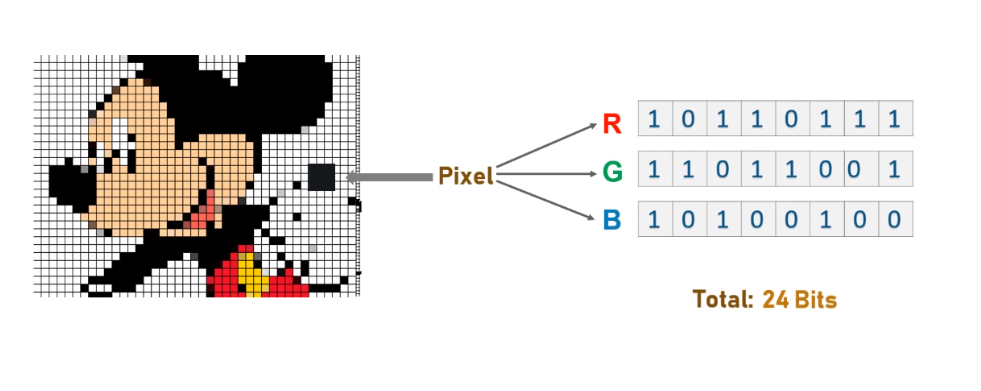 R 1 0 1 1 0 1 1 1
Pixel G 1 1 0 1 1 0 0 1
B 1 0 1 0 0 1 0 0
Total: 24 Bits